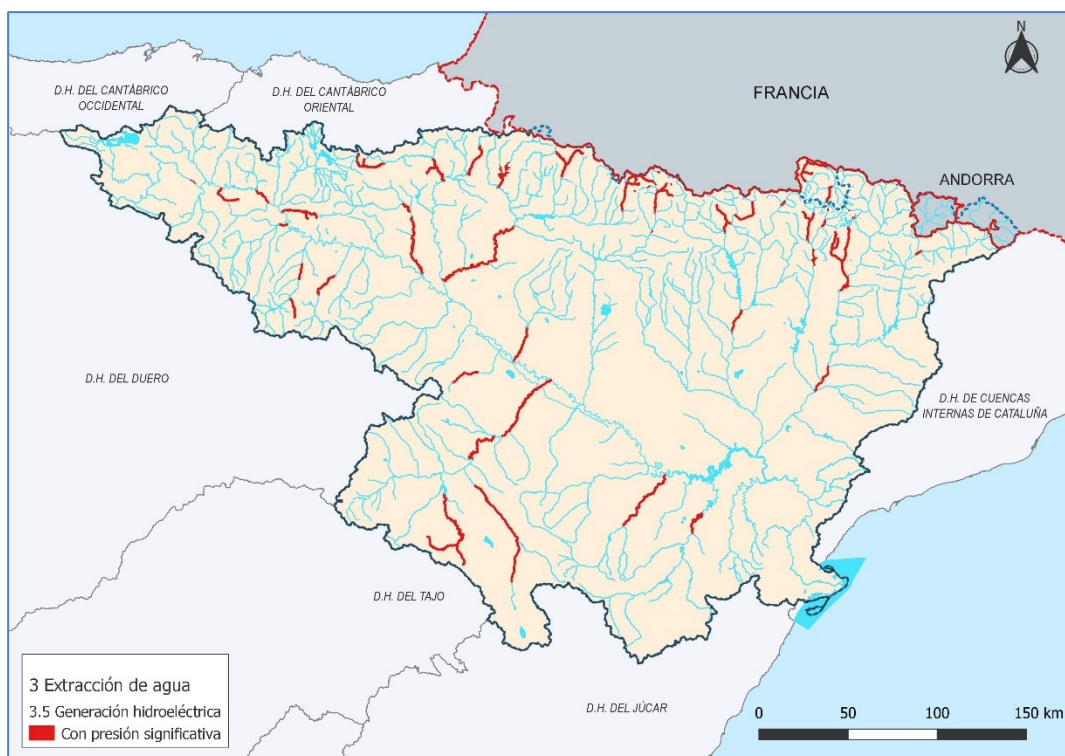 N
D.H. DEL CANTÁBRICO
OCCIDENTAL
D.H. DEL CANTÁBRICO
ORIENTAL
FRANCIA
ANDORRA
D.H. DEL DUERO
D.H. DE CUENCAS
INTERNAS DE CATALUÑA
D.H. DEL TAJO
D.H. DEL JÚCAR
3 Extracción de agua
3.5 Generación hidroeléctrica
Con presión significativa
0 50 100 150 km